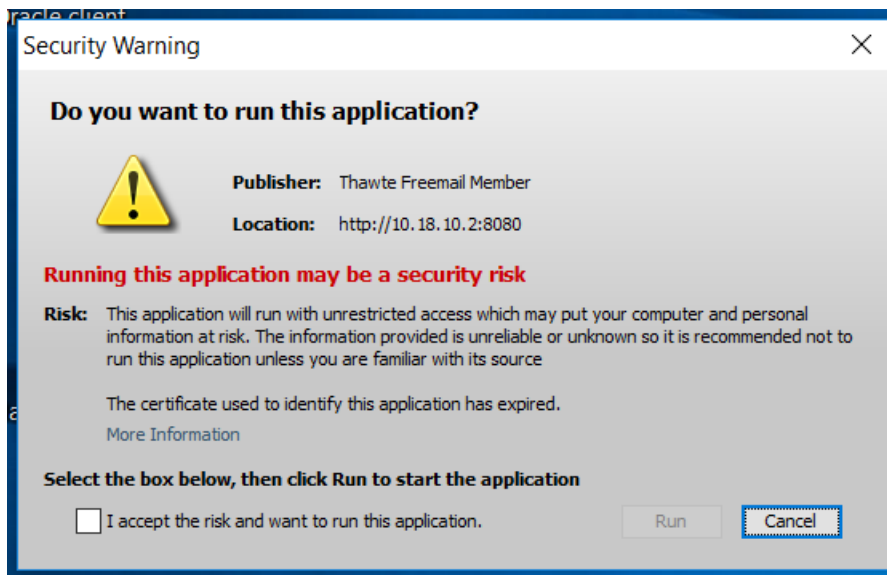 Oracle client
Security Warning
Do you want to run this application?
Publisher: Thawte Freemail Member
Location: http://10.18.10.2:8080
Running this application may be a security risk
Risk: This application will run with unrestricted access which may put your computer and personal
information at risk. The information provided is unreliable or unknown so it is recommended not to
run this application unless you are familiar with its source
The certificate used to identify this application has expired.
More Information
Select the box below, then click Run to start the application
I accept the risk and want to run this application.
Run Cancel